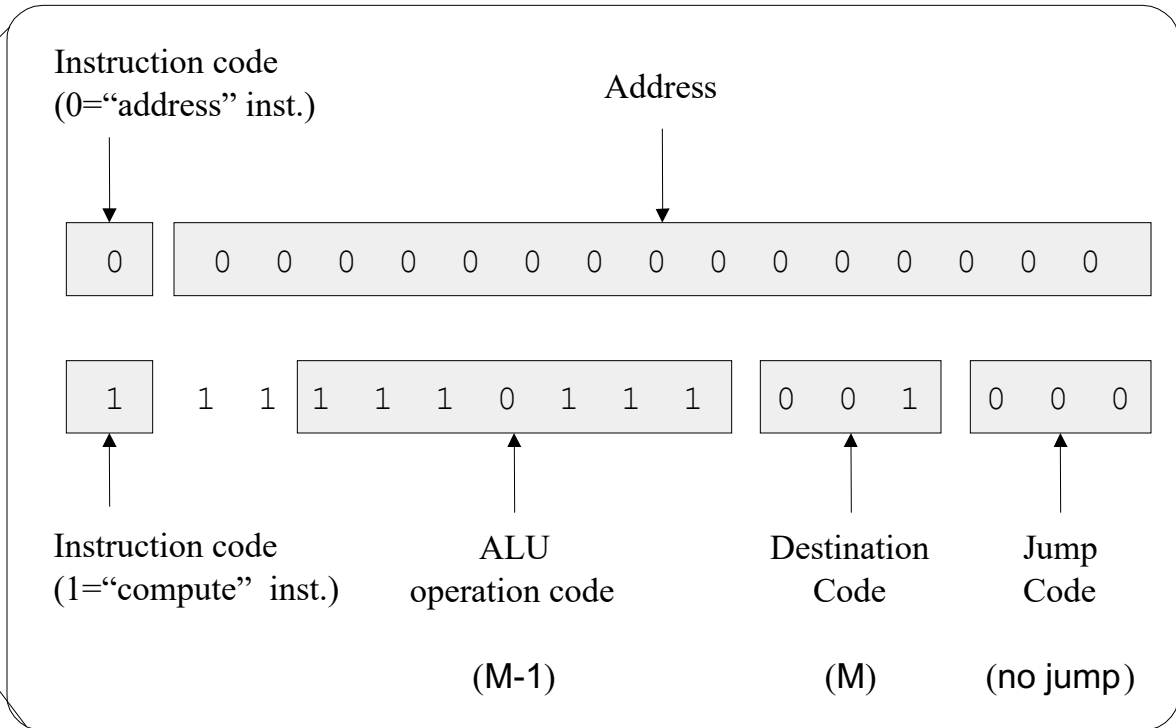 Instruction code
(0=“address” inst.)
Address
0 0 0 0 0 0 0 0 0 0 0 0 0 0 0 0
1 1 1 1 1 1 0 1 1 1 0 0 1 0 0 0
Instruction code
(1=“compute” inst.)
ALU
operation code
(M-1)
Destination
Code
(M)
Jump
Code
(no jump)